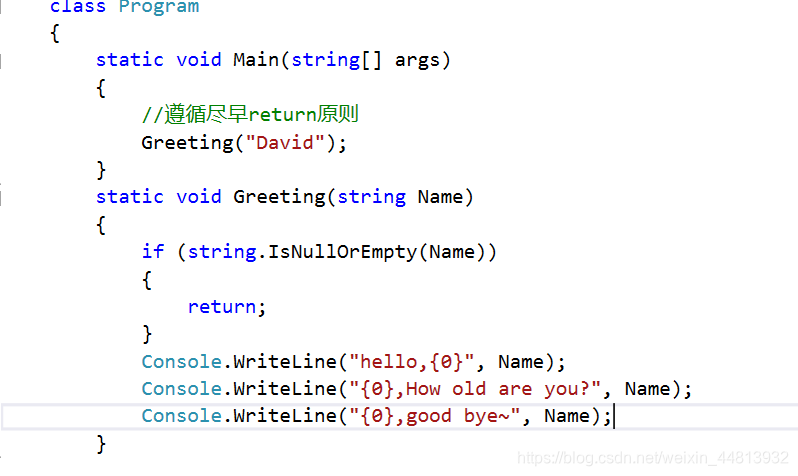 class Program
{
static void Main(string[] args)
{
//遵循尽早return原则
Greeting("David");
}
static void Greeting(string Name)
{
if (string.IsNullOrEmpty(Name))
{
return;
}
Console.WriteLine("hello,{0}", Name);
Console.WriteLine("{0},How old are you?", Name);
Console.WriteLine("{0},good bye~", Name);
}
https://blog.csdn.net/weixin_44813932